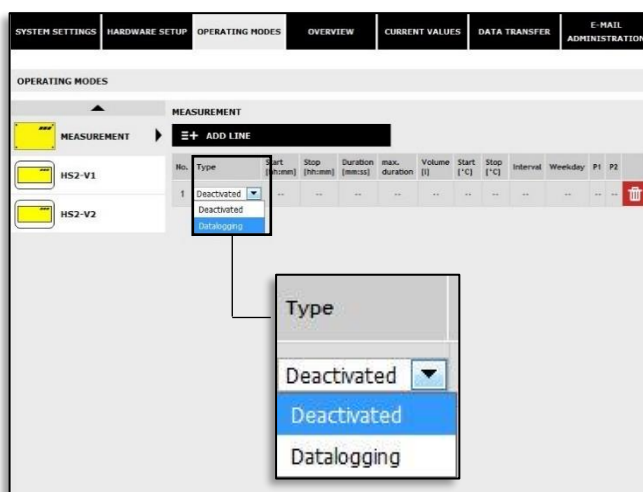 SYSTEM SETTINGS HARDWARE SETUP OPERATING MODES OVERVIEW CURRENT VALUES DATA TRANSFER E-MAIL ADMINISTRATION
OPERATING MODES
MEASUREMENT
MEASUREMENT
ADD LINE
No. Type Start [hh:mm] Stop [hh:mm] Duration [mm:ss] max. duration Volume [l] Start [°C] Stop [°C] Interval Weekday P1 P2
1 Deactivated -- -- -- -- -- -- -- -- -- -- --
Deactivated
Datalogging
HS2-V1
HS2-V2
Type
Deactivated
Deactivated
Datalogging